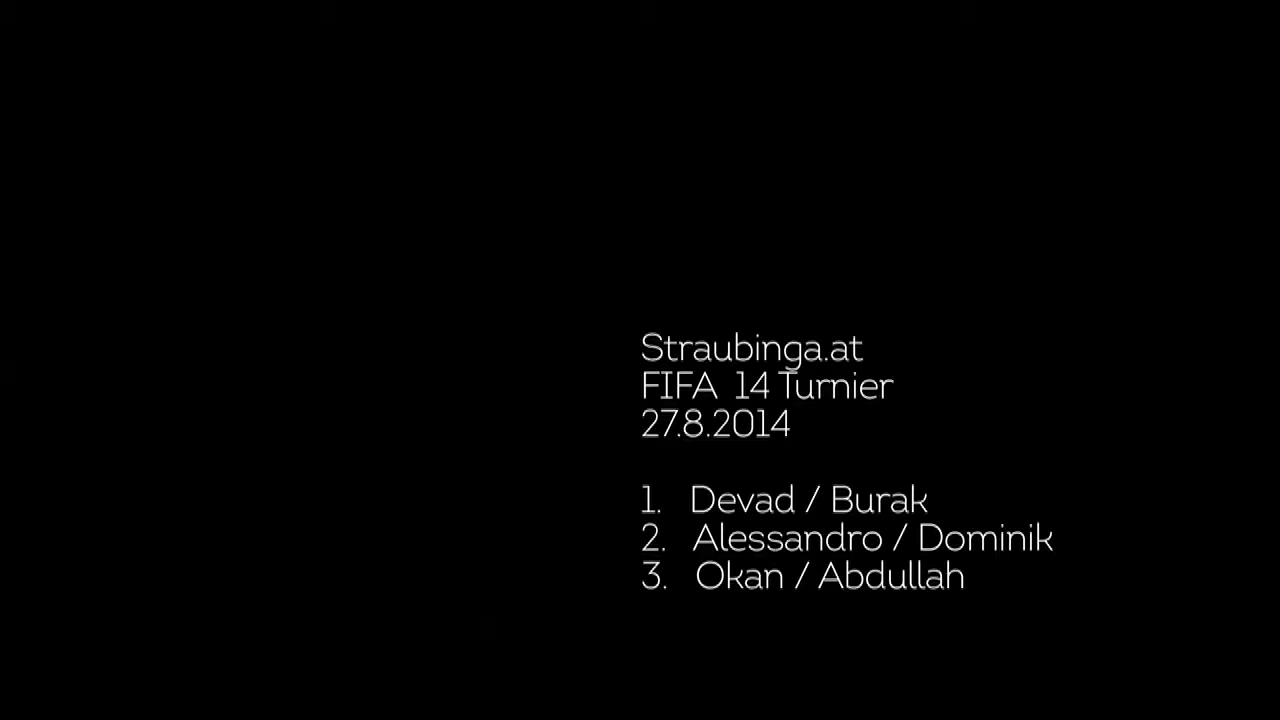 Straubinga.at
FIFA 14 Turnier
27.8.2014
1. Devad / Burak
2. Alessandro / Dominik
3. Okan / Abdullah